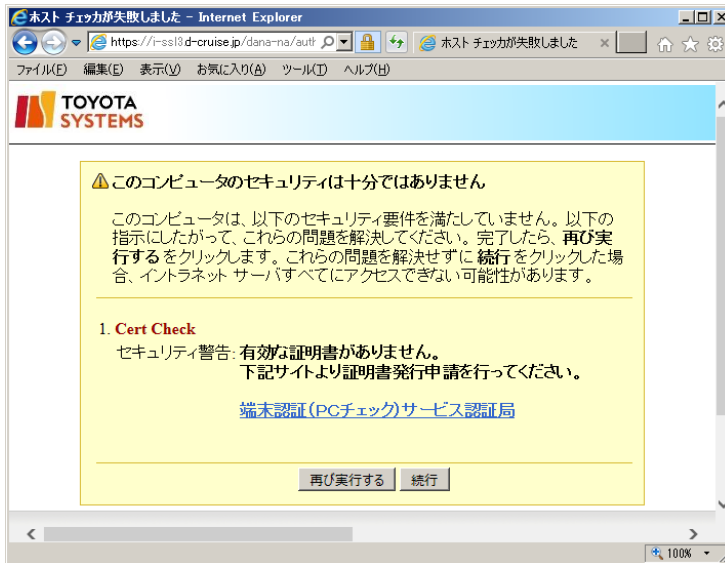 ホスト チェッカが失敗しました - Internet Explorer
https://i-ssl3.d-cruise.jp/dana-na/auth
ホスト チェッカが失敗しました
ファイル(F) 編集(E) 表示(V) お気に入り(A) ツール(T) ヘルプ(H)
TOYOTA
SYSTEMS
このコンピュータのセキュリティは十分ではありません
このコンピュータは、以下のセキュリティ要件を満たしていません。以下の
指示にしたがって、これらの問題を解決してください。完了したら、再び実
行する をクリックします。これらの問題を解決せずに 続行 をクリックした場
合、イントラネット サーバすべてにアクセスできない可能性があります。
1. Cert Check
セキュリティ警告: 有効な証明書がありません。
下記サイトより証明書発行申請を行ってください。
端末認証(PCチェック)サービス認証局
再び実行する 続行
100%